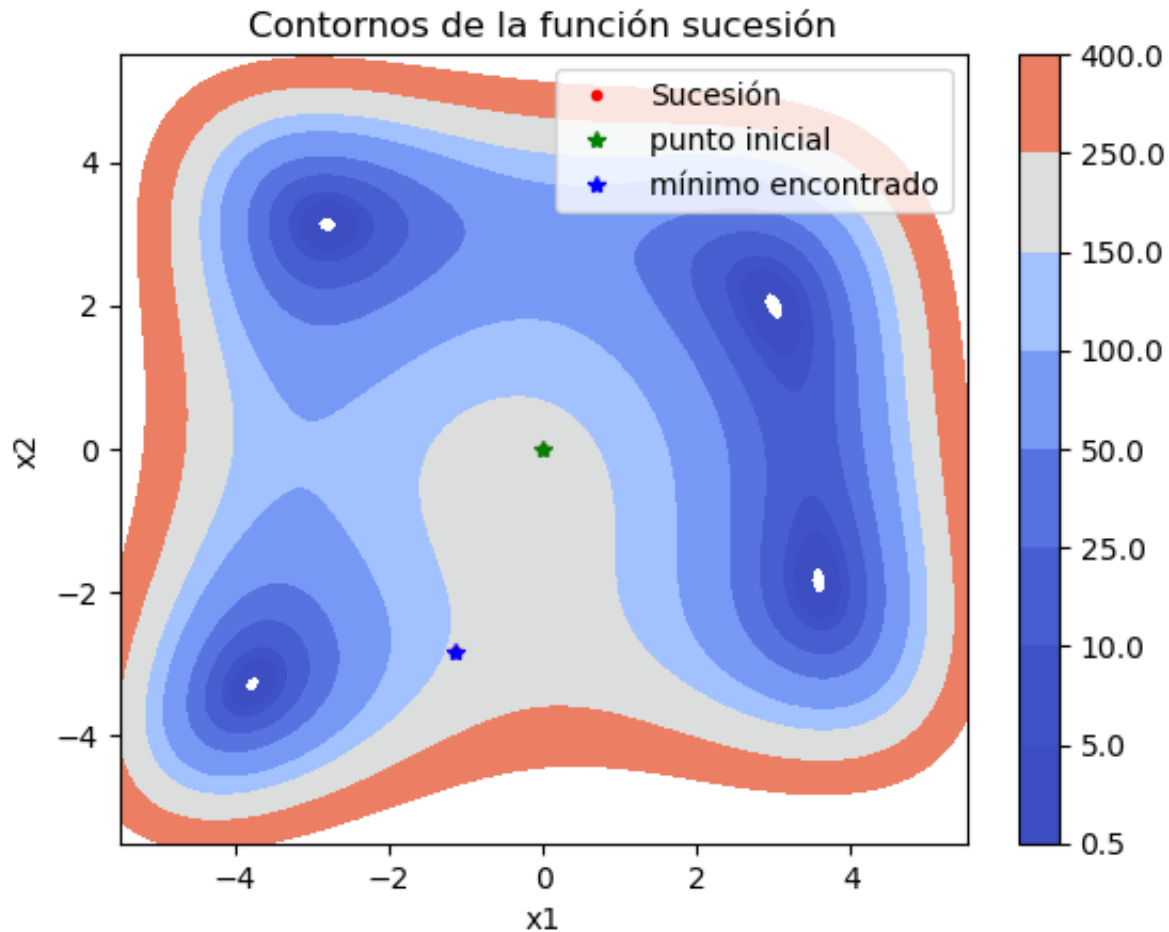 Contornos de la función sucesión
Sucesión
punto inicial
mínimo encontrado
400.0
250.0
150.0
100.0
50.0
25.0
10.0
5.0
0.5
4
2
0
−2
−4
x2
−4 −2 0 2 4
x1